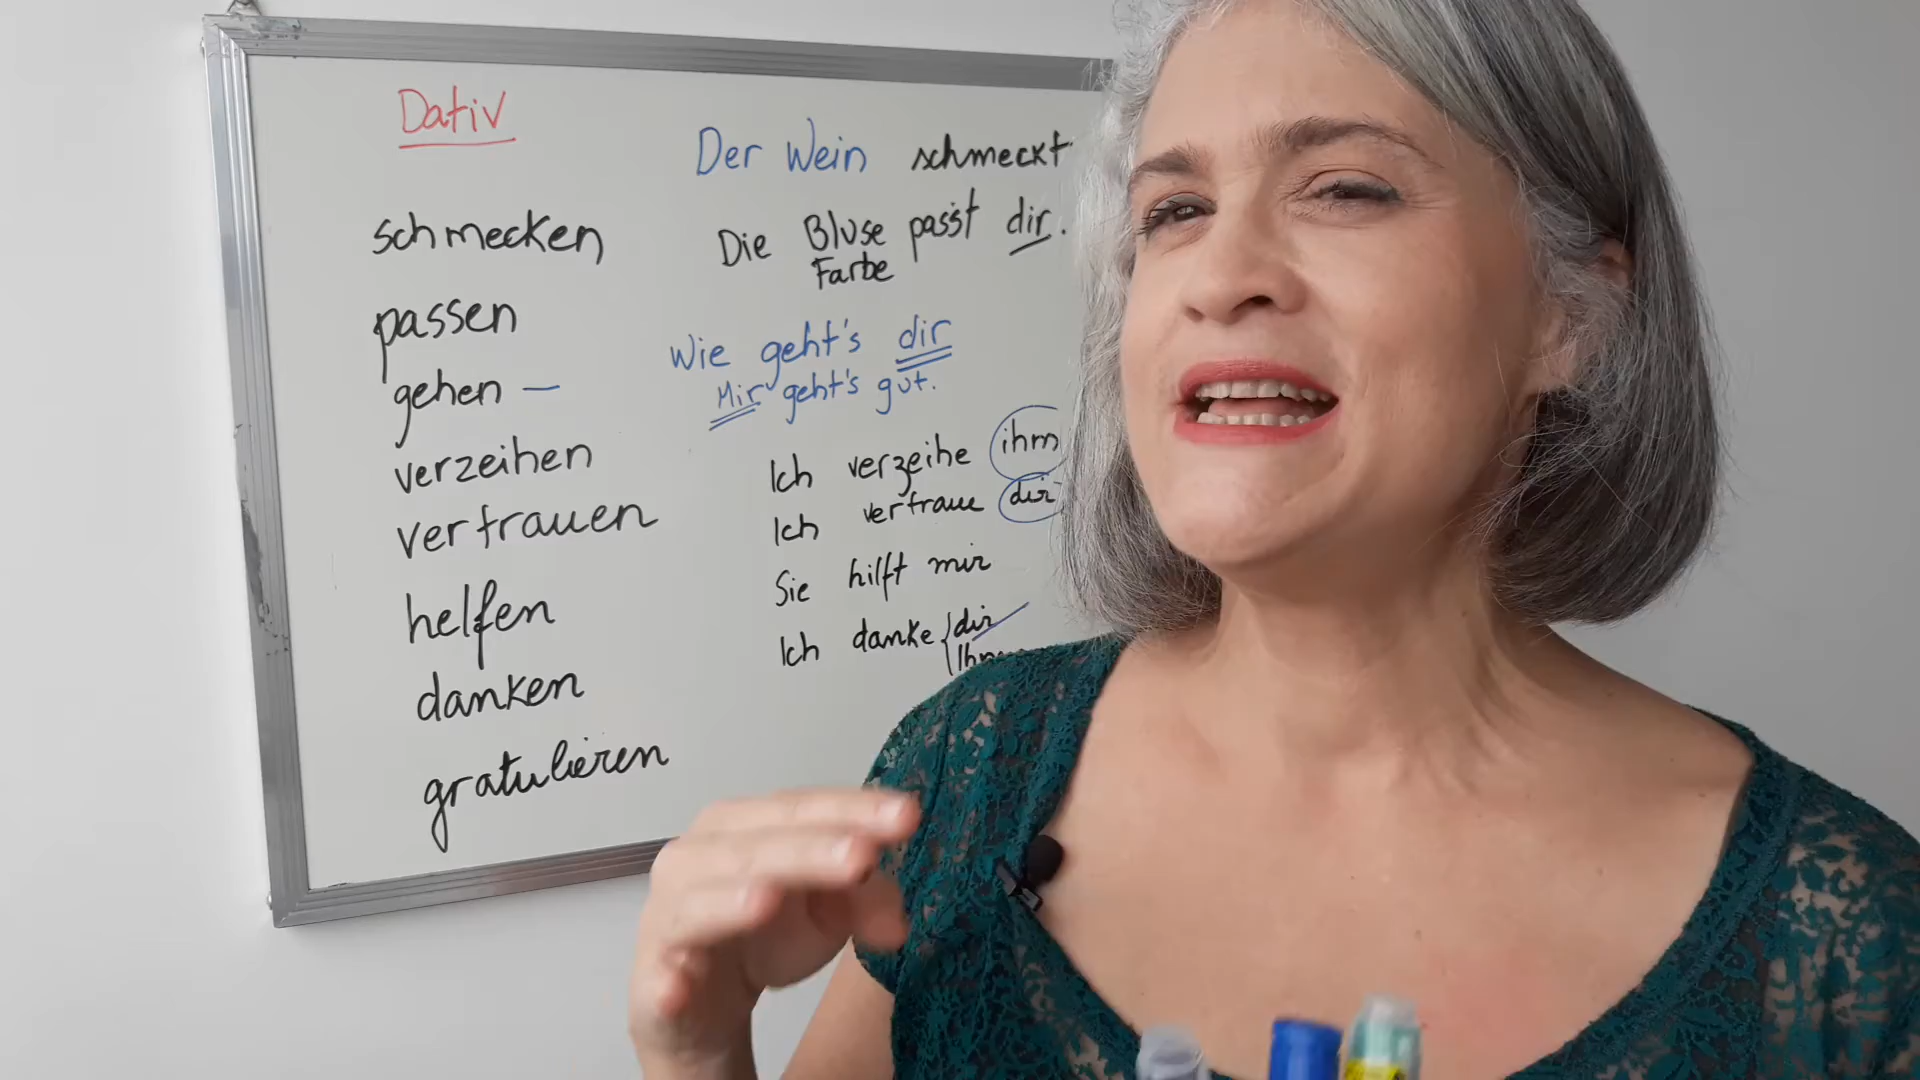 Dativ
schmecken
passen
gehen —
verzeihen
vertrauen
helfen
danken
gratulieren
Der Wein schmeckt
Die Bluse passt dir.
Farbe
Wie geht's dir
Mir geht's gut.
Ich verzeihe ihm
Ich vertraue dir
Sie hilft mir
Ich danke dir